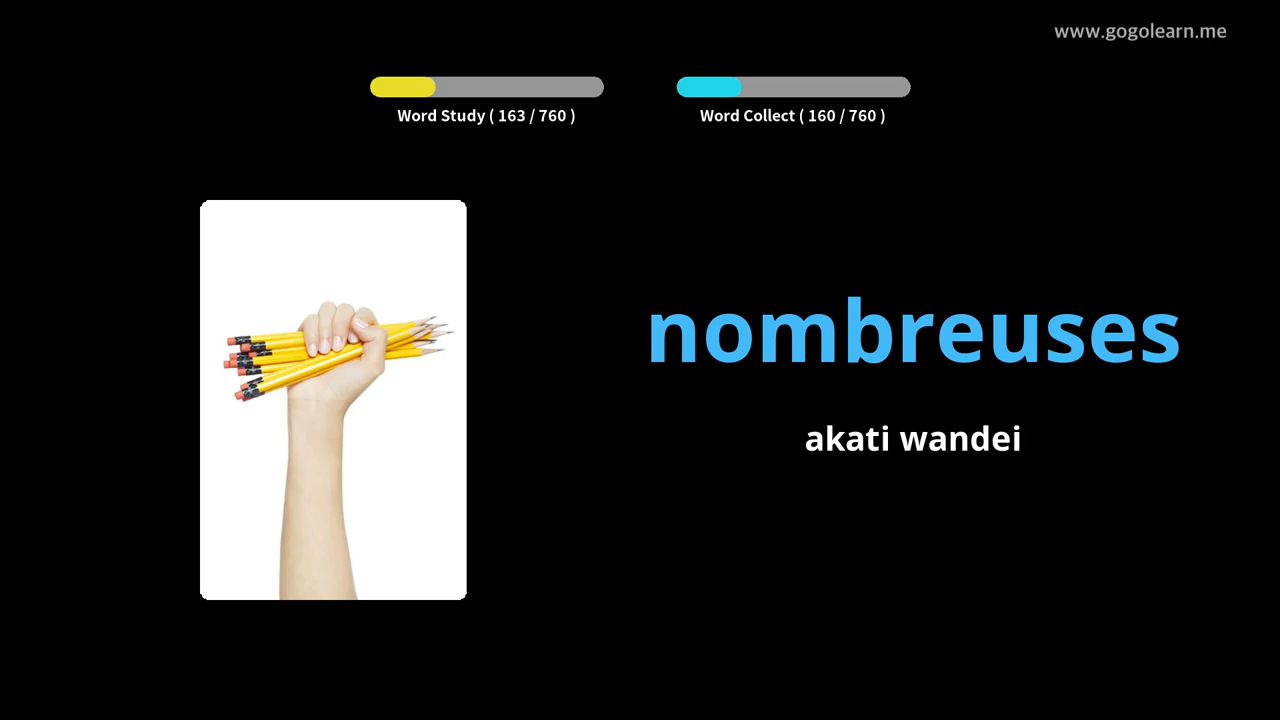 www.gogolearn.me
Word Study ( 163 / 760 )
Word Collect ( 160 / 760 )
nombreuses
akati wandei